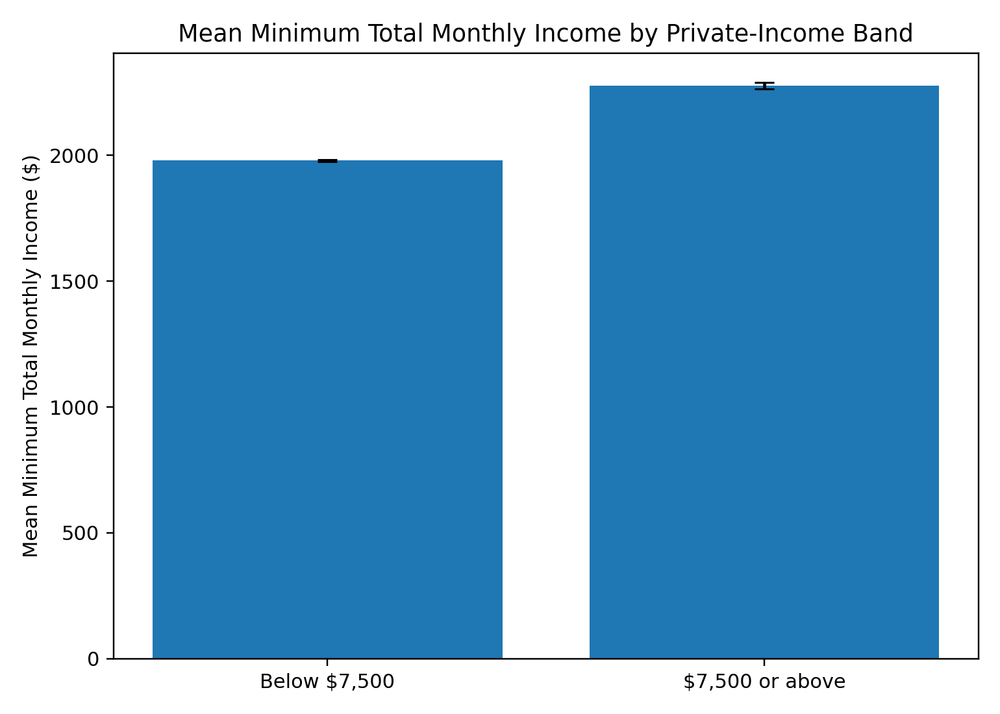 Mean Minimum Total Monthly Income by Private-Income Band
Mean Minimum Total Monthly Income ($)
2000
1500
1000
500
0
Below $7,500
$7,500 or above